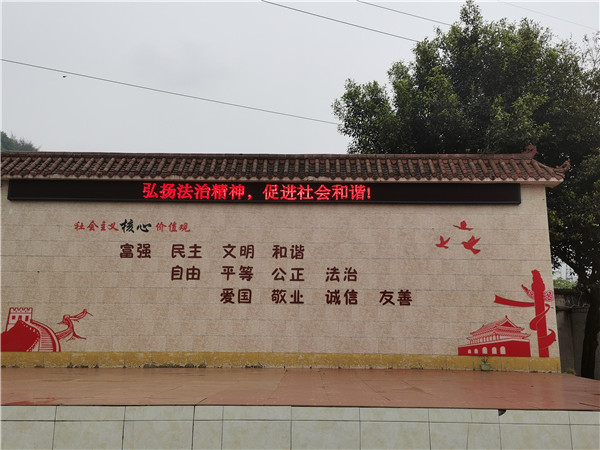 弘扬法治精神，促进社会和谐!
社会主义核心价值观
富强 民主 文明 和谐
自由 平等 公正 法治
爱国 敬业 诚信 友善